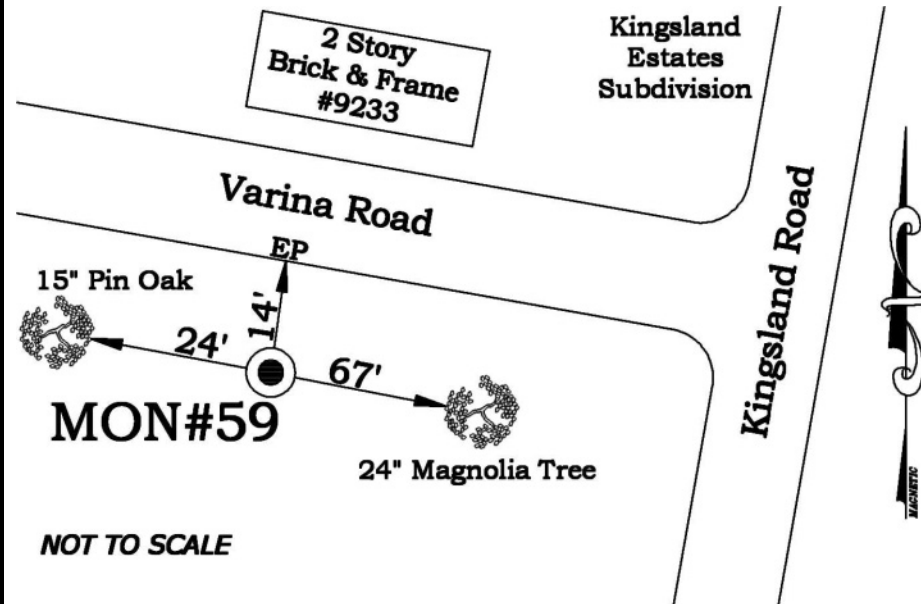 2 Story
Brick & Frame
#9233
Kingsland
Estates
Subdivision
Varina Road
Kingsland Road
EP
15" Pin Oak
14'
24'
67'
MON#59
24" Magnolia Tree
NOT TO SCALE
MAGNETIC